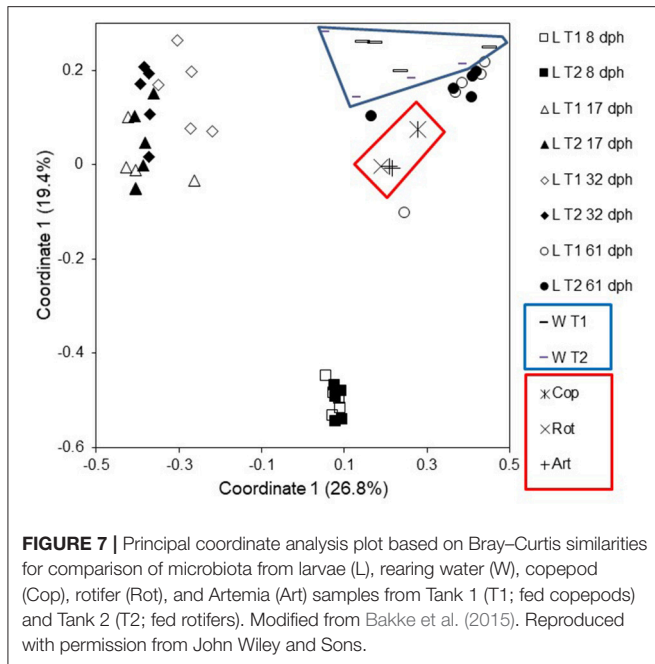 0.2
0
-0.2
-0.4
-0.6
Coordinate 1 (19.4%)
-0.5
-0.3
-0.1
0.1
0.3
0.5
Coordinate 1 (26.8%)
L T1 8 dph
L T2 8 dph
L T1 17 dph
L T2 17 dph
L T1 32 dph
L T2 32 dph
L T1 61 dph
L T2 61 dph
W T1
W T2
Cop
Rot
Art
FIGURE 7 | Principal coordinate analysis plot based on Bray–Curtis similarities
for comparison of microbiota from larvae (L), rearing water (W), copepod
(Cop), rotifer (Rot), and Artemia (Art) samples from Tank 1 (T1; fed copepods)
and Tank 2 (T2; fed rotifers). Modified from Bakke et al. (2015). Reproduced
with permission from John Wiley and Sons.